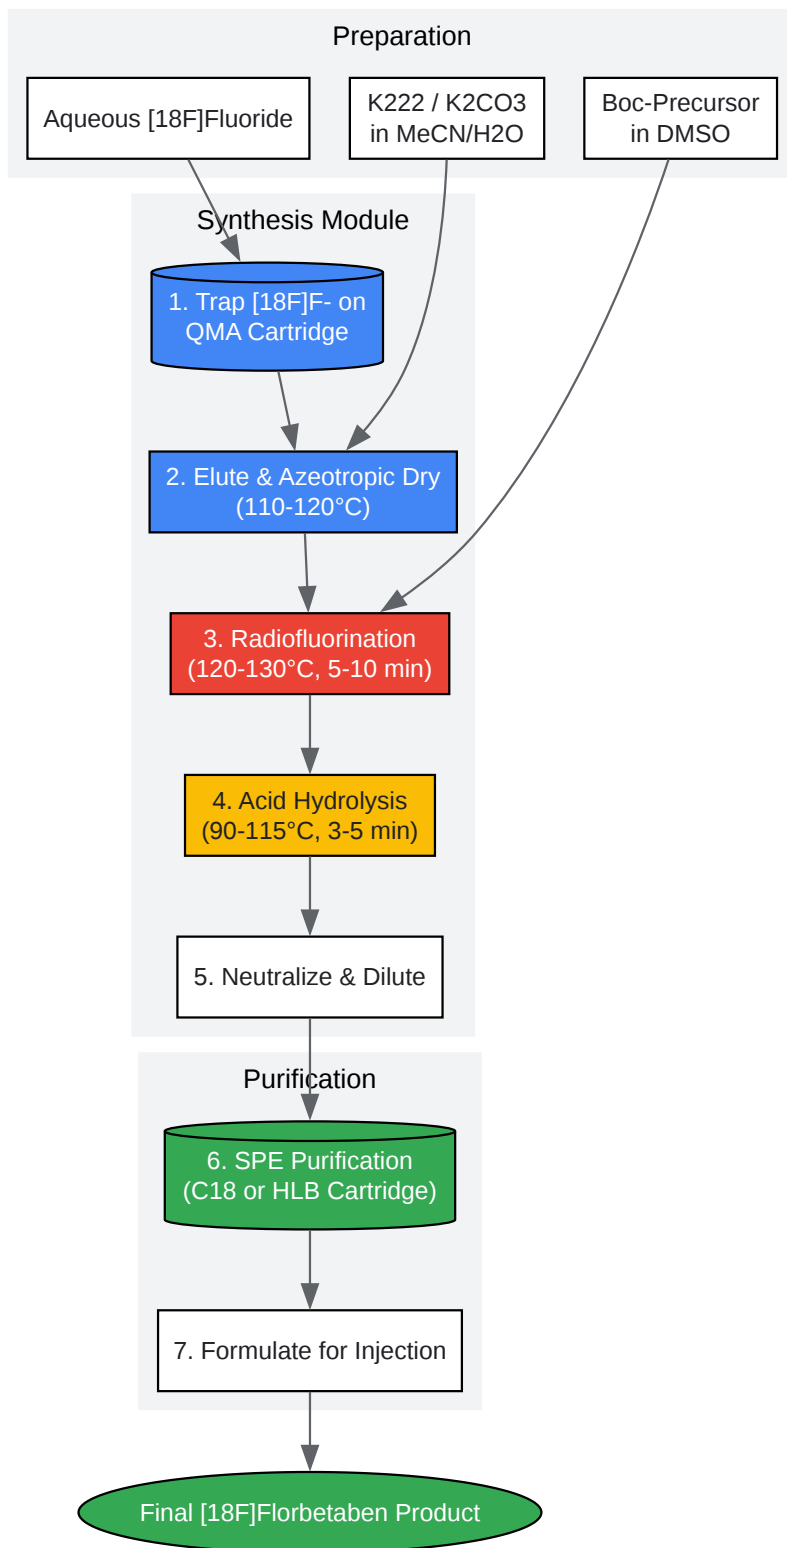 Preparation
Aqueous [18F]Fluoride
K222 / K2CO3
in MeCN/H2O
Boc-Precursor
in DMSO
Synthesis Module
1. Trap [18F]F- on
QMA Cartridge
2. Elute & Azeotropic Dry
(110-120°C)
3. Radiofluorination
(120-130°C, 5-10 min)
4. Acid Hydrolysis
(90-115°C, 3-5 min)
5. Neutralize & Dilute
Purification
6. SPE Purification
(C18 or HLB Cartridge)
7. Formulate for Injection
Final [18F]Florbetaben Product